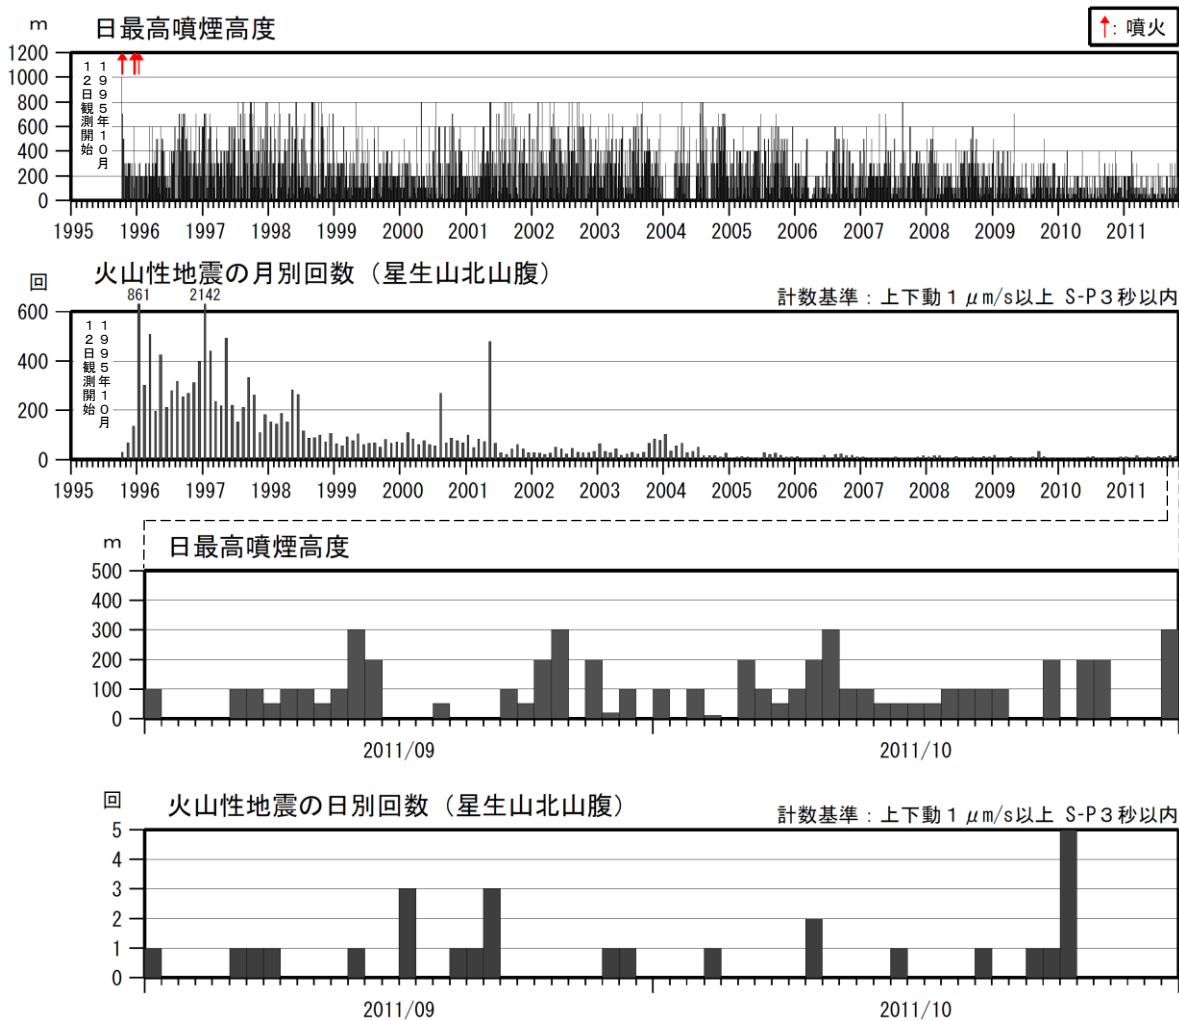 m
日最高噴煙高度
↑：噴火
1200
1000
800
600
400
200
0
1995年10月
12日観測開始
1995 1996 1997 1998 1999 2000 2001 2002 2003 2004 2005 2006 2007 2008 2009 2010 2011
回
火山性地震の月別回数（星生山北山腹）
861 2142
計数基準：上下動１μm/s以上 S-P３秒以内
600
400
200
0
1995年10月
12日観測開始
1995 1996 1997 1998 1999 2000 2001 2002 2003 2004 2005 2006 2007 2008 2009 2010 2011
m
日最高噴煙高度
500
400
300
200
100
0
2011/09 2011/10
回
火山性地震の日別回数（星生山北山腹）
計数基準：上下動１μm/s以上 S-P３秒以内
5
4
3
2
1
0
2011/09 2011/10